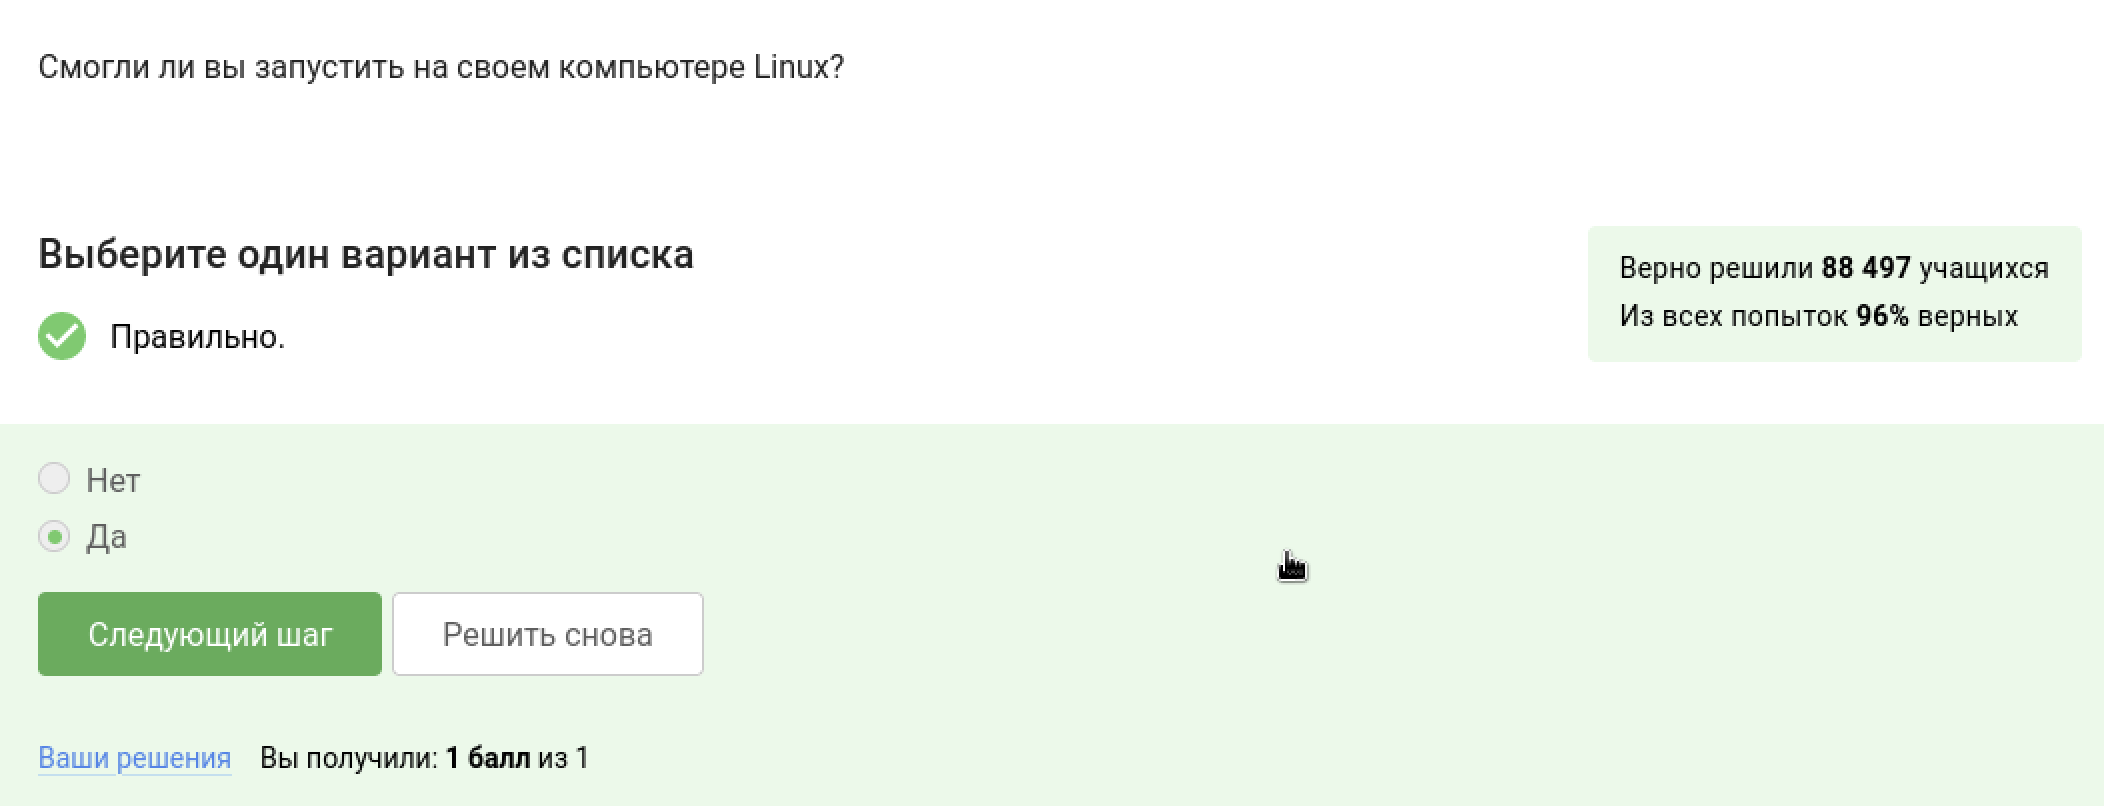 Смогли ли вы запустить на своем компьютере Linux?
Выберите один вариант из списка
Правильно.
Верно решили 88 497 учащихся
Из всех попыток 96% верных
Нет
Да
Следующий шаг
Решить снова
Ваши решения Вы получили: 1 балл из 1